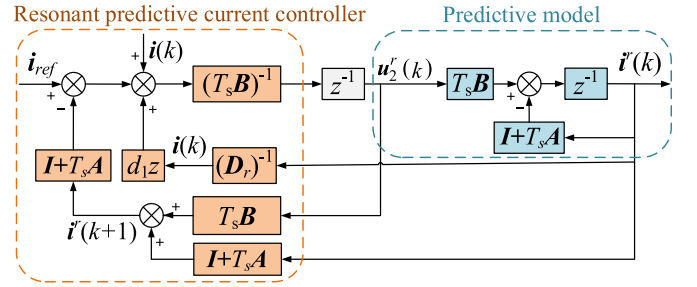 Resonant predictive current controller
Predictive model
i(k)
i_ref
+
+
+
−
+
(T_sB)^-1
z^-1
u_2^r(k)
T_sB
+
−
z^-1
i^r(k)
I+T_sA
I+T_sA
d_1z
i(k)
(D_r)^-1
i^r(k+1)
+
+
T_sB
I+T_sA